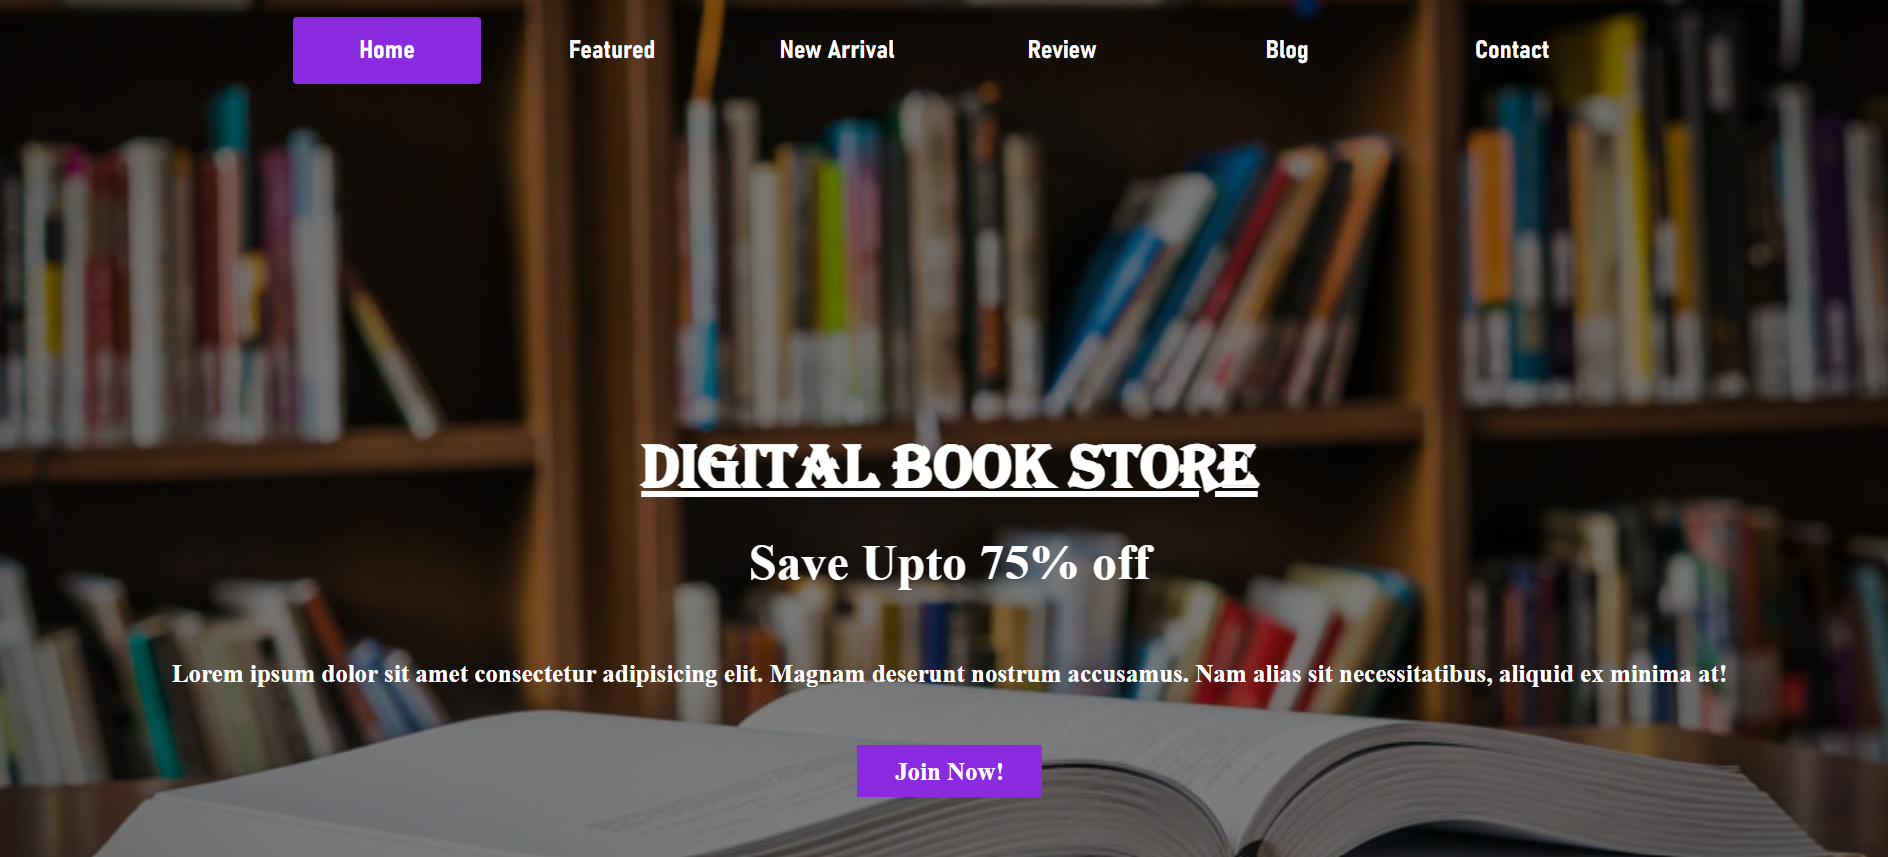 Home Featured New Arrival Review Blog Contact
DIGITAL BOOK STORE
Save Upto 75% off
Lorem ipsum dolor sit amet consectetur adipisicing elit. Magnam deserunt nostrum accusamus. Nam alias sit necessitatibus, aliquid ex minima at!
Join Now!